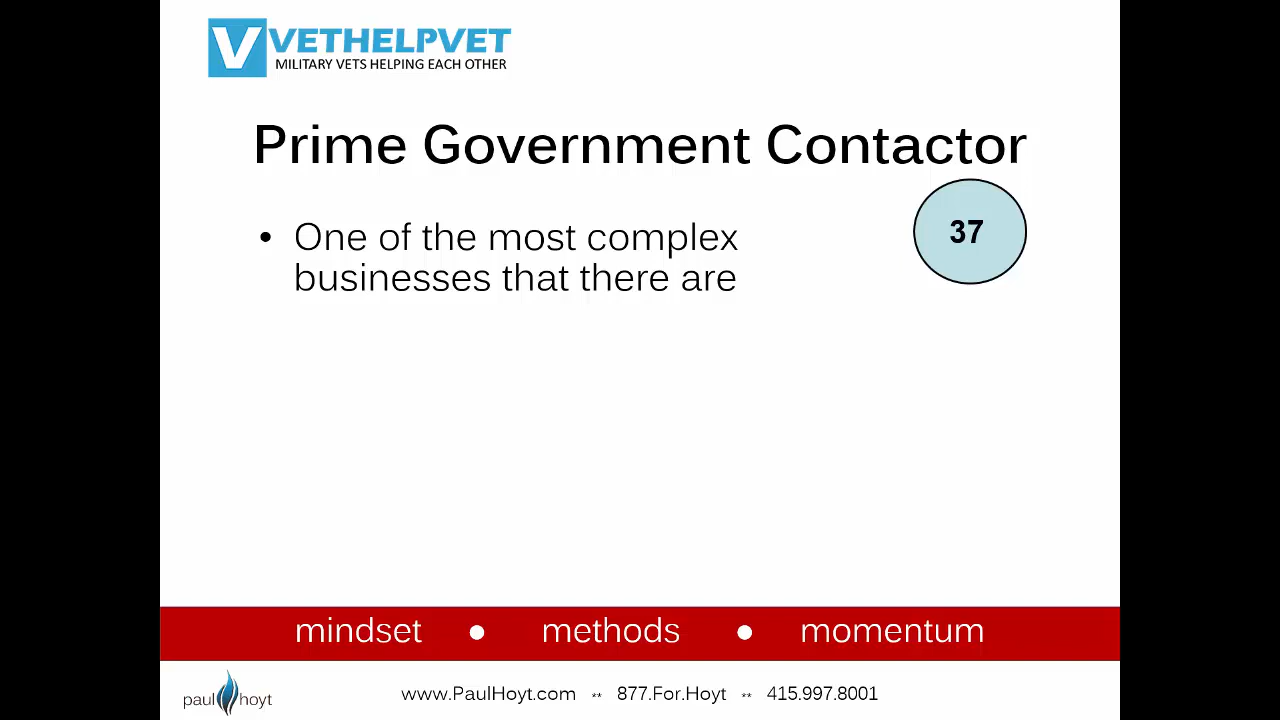 V VETHELPVET
MILITARY VETS HELPING EACH OTHER
Prime Government Contactor
37
• One of the most complex
businesses that there are
mindset • methods • momentum
paul hoyt
www.PaulHoyt.com ** 877.For.Hoyt ** 415.997.8001